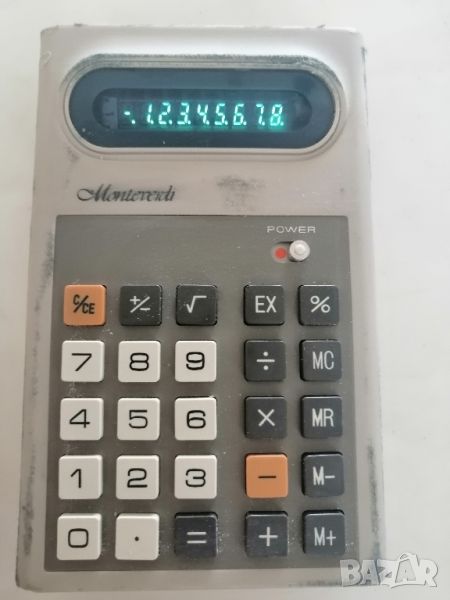 -.1.2.3.4.5.6.7.8.
Monteverdi
POWER
C/CE +/− √ EX %
7 8 9 ÷ MC
4 5 6 × MR
1 2 3 − M−
0 · = + M+
BAZAR